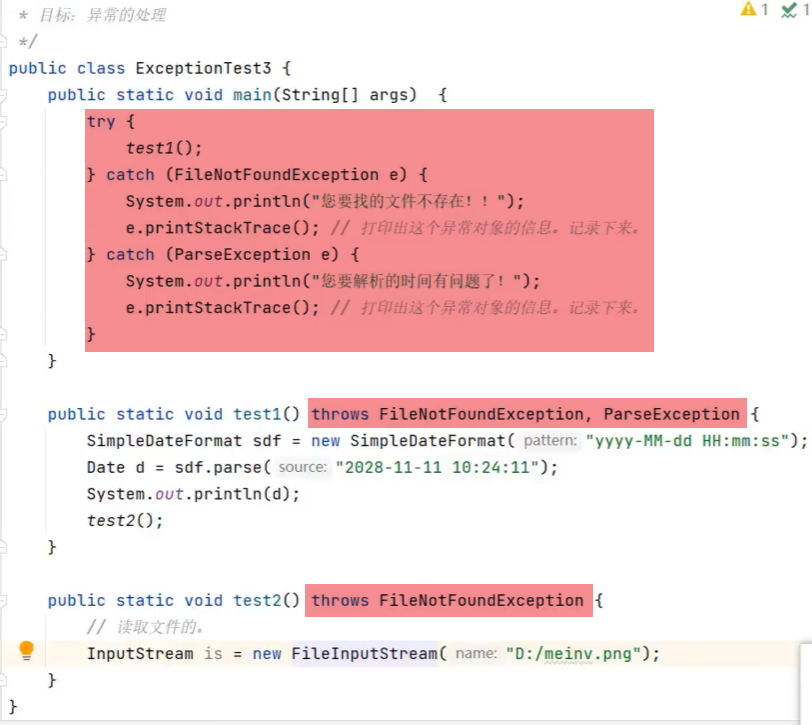 * 目标：异常的处理
⚠ 1 ✓ 1
*/
public class ExceptionTest3 {
public static void main(String[] args) {
try {
test1();
} catch (FileNotFoundException e) {
System.out.println("您要找的文件不存在！！");
e.printStackTrace(); // 打印出这个异常对象的信息。记录下来。
} catch (ParseException e) {
System.out.println("您要解析的时间有问题了！");
e.printStackTrace(); // 打印出这个异常对象的信息。记录下来。
}
}
public static void test1() throws FileNotFoundException, ParseException {
SimpleDateFormat sdf = new SimpleDateFormat( pattern: "yyyy-MM-dd HH:mm:ss");
Date d = sdf.parse( source: "2028-11-11 10:24:11");
System.out.println(d);
test2();
}
public static void test2() throws FileNotFoundException {
// 读取文件的。
InputStream is = new FileInputStream( name: "D:/meinv.png");
}
}